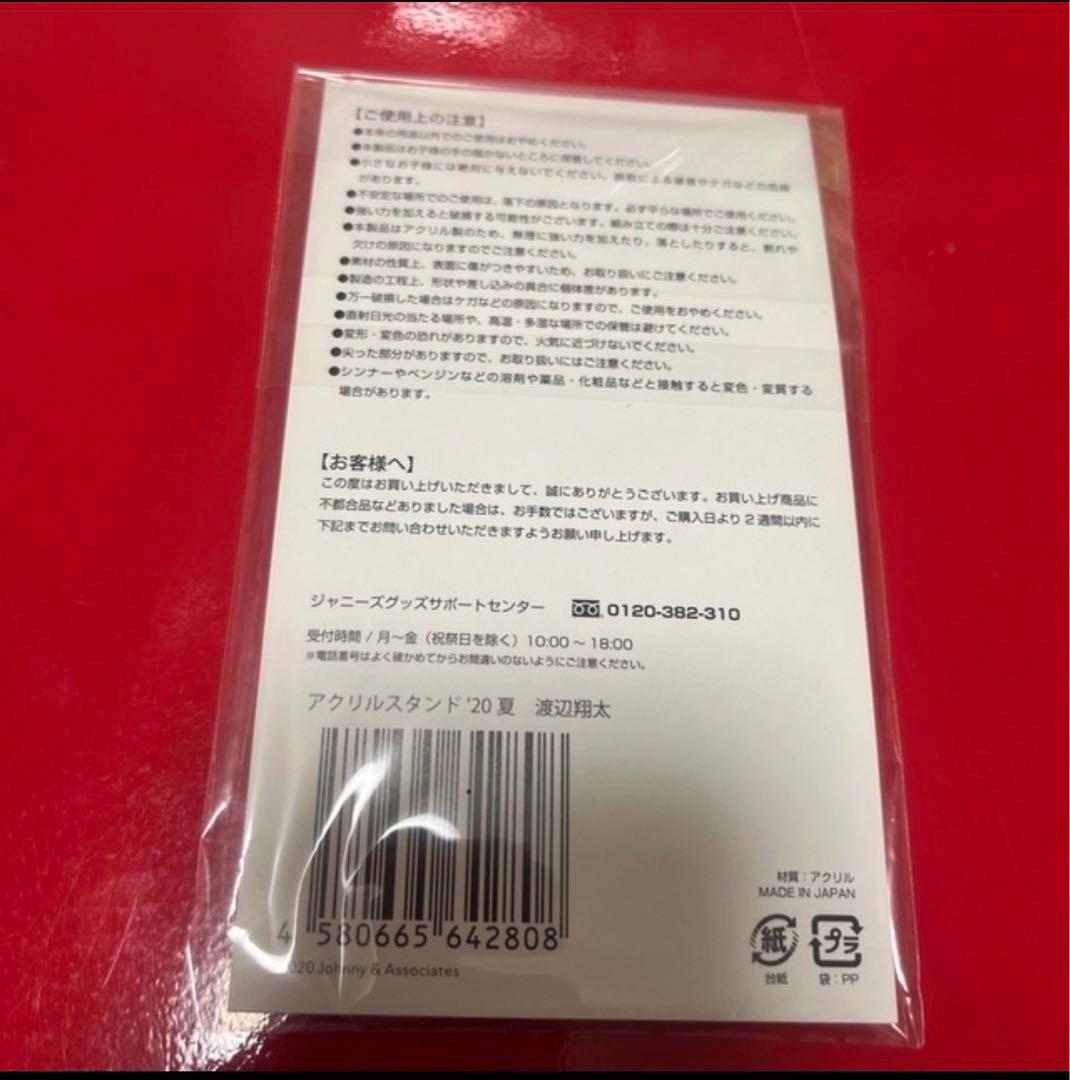 【ご使用上の注意】
●本来の用途以外でのご使用はおやめください。
●本製品はお子様の手の届かないところに保管してください。
●小さなお子様には絶対に与えないでください。誤飲による窒息やケガなどの危険
があります。
●不安定な場所でのご使用は、落下の原因となります。必ず平らな場所でご使用ください。
●強い力を加えると破損する可能性がございます。組み立ての際は十分ご注意ください。
●本製品はアクリル製のため、無理に強い力を加えたり、落としたりすると、割れや
欠けの原因になりますのでご注意ください。
●素材の性質上、表面に傷がつきやすいため、お取り扱いにご注意ください。
●製造の工程上、形状や差し込みの具合に個体差があります。
●万一破損した場合はケガなどの原因になりますので、ご使用をおやめください。
●直射日光の当たる場所や、高温・多湿な場所での保管は避けてください。
●変形・変色の恐れがありますので、火気に近づけないでください。
●尖った部分がありますので、お取り扱いにはご注意ください。
●シンナーやベンジンなどの溶剤や薬品・化粧品などと接触すると変色・変質する
場合があります。
【お客様へ】
この度はお買い上げいただきまして、誠にありがとうございます。お買い上げ商品に
不都合品などありました場合は、お手数ではございますが、ご購入日より2週間以内に
下記までお問い合わせいただきますようお願い申し上げます。
ジャニーズグッズサポートセンター 0120-382-310
受付時間/月〜金（祝祭日を除く）10:00〜18:00
※電話番号はよく確かめてからお間違いのないようにご注意ください。
アクリルスタンド'20夏 渡辺翔太
4 580665 642808
020 Johnny & Associates
材質：アクリル
MADE IN JAPAN
紙 プラ
台紙 袋：PP